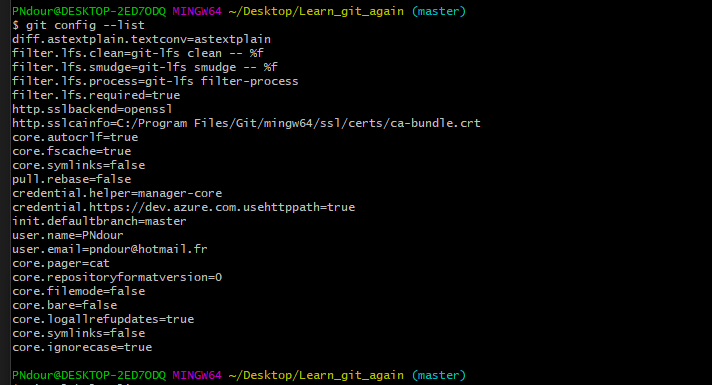 PNdour@DESKTOP-2ED7ODQ MINGW64 ~/Desktop/Learn_git_again (master)
$ git config --list
diff.astextplain.textconv=astextplain
filter.lfs.clean=git-lfs clean -- %f
filter.lfs.smudge=git-lfs smudge -- %f
filter.lfs.process=git-lfs filter-process
filter.lfs.required=true
http.sslbackend=openssl
http.sslcainfo=C:/Program Files/Git/mingw64/ssl/certs/ca-bundle.crt
core.autocrlf=true
core.fscache=true
core.symlinks=false
pull.rebase=false
credential.helper=manager-core
credential.https://dev.azure.com.usehttppath=true
init.defaultbranch=master
user.name=PNdour
user.email=pndour@hotmail.fr
core.pager=cat
core.repositoryformatversion=0
core.filemode=false
core.bare=false
core.logallrefupdates=true
core.symlinks=false
core.ignorecase=true
PNdour@DESKTOP-2ED7ODQ MINGW64 ~/Desktop/Learn_git_again (master)